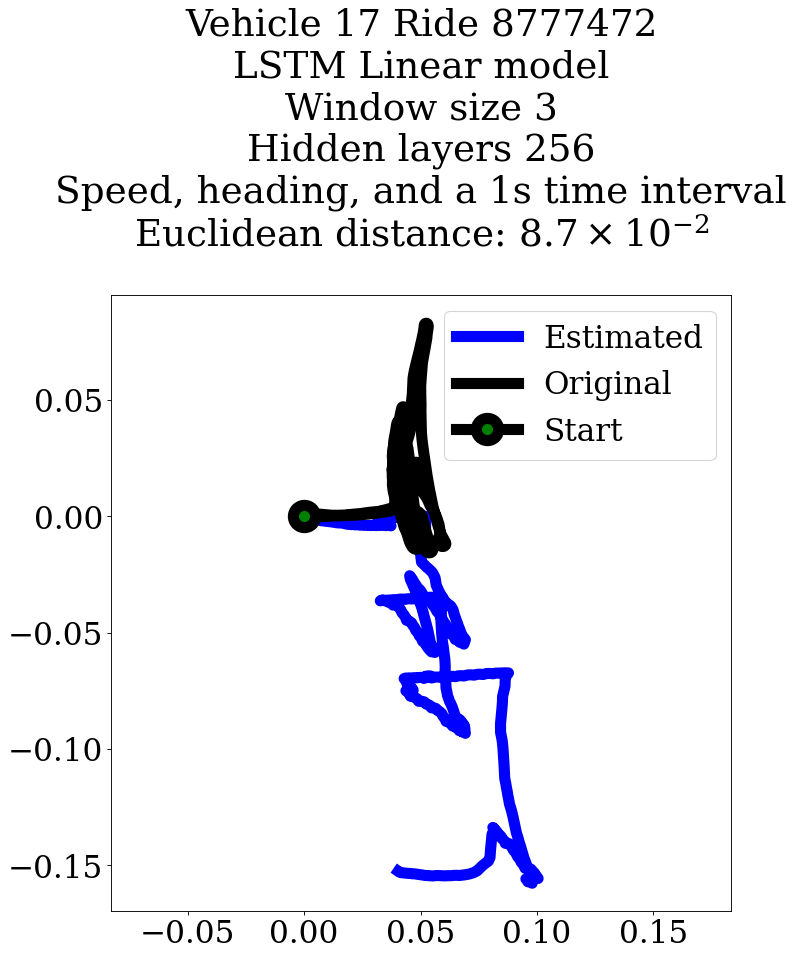 Vehicle 17 Ride 8777472
LSTM Linear model
Window size 3
Hidden layers 256
Speed, heading, and a 1s time interval
Euclidean distance: 8.7 × 10⁻²
Estimated
Original
Start
0.05
0.00
−0.05
−0.10
−0.15
−0.05 0.00 0.05 0.10 0.15